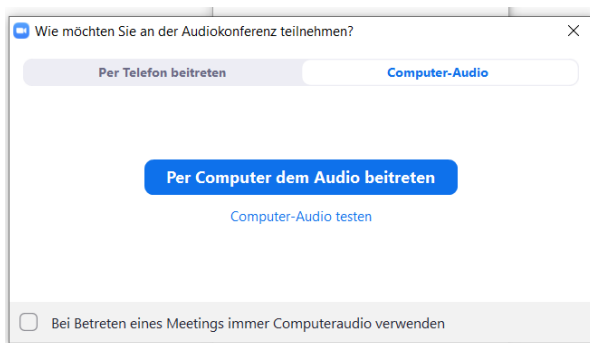 Wie möchten Sie an der Audiokonferenz teilnehmen?
Per Telefon beitreten
Computer-Audio
Per Computer dem Audio beitreten
Computer-Audio testen
Bei Betreten eines Meetings immer Computeraudio verwenden